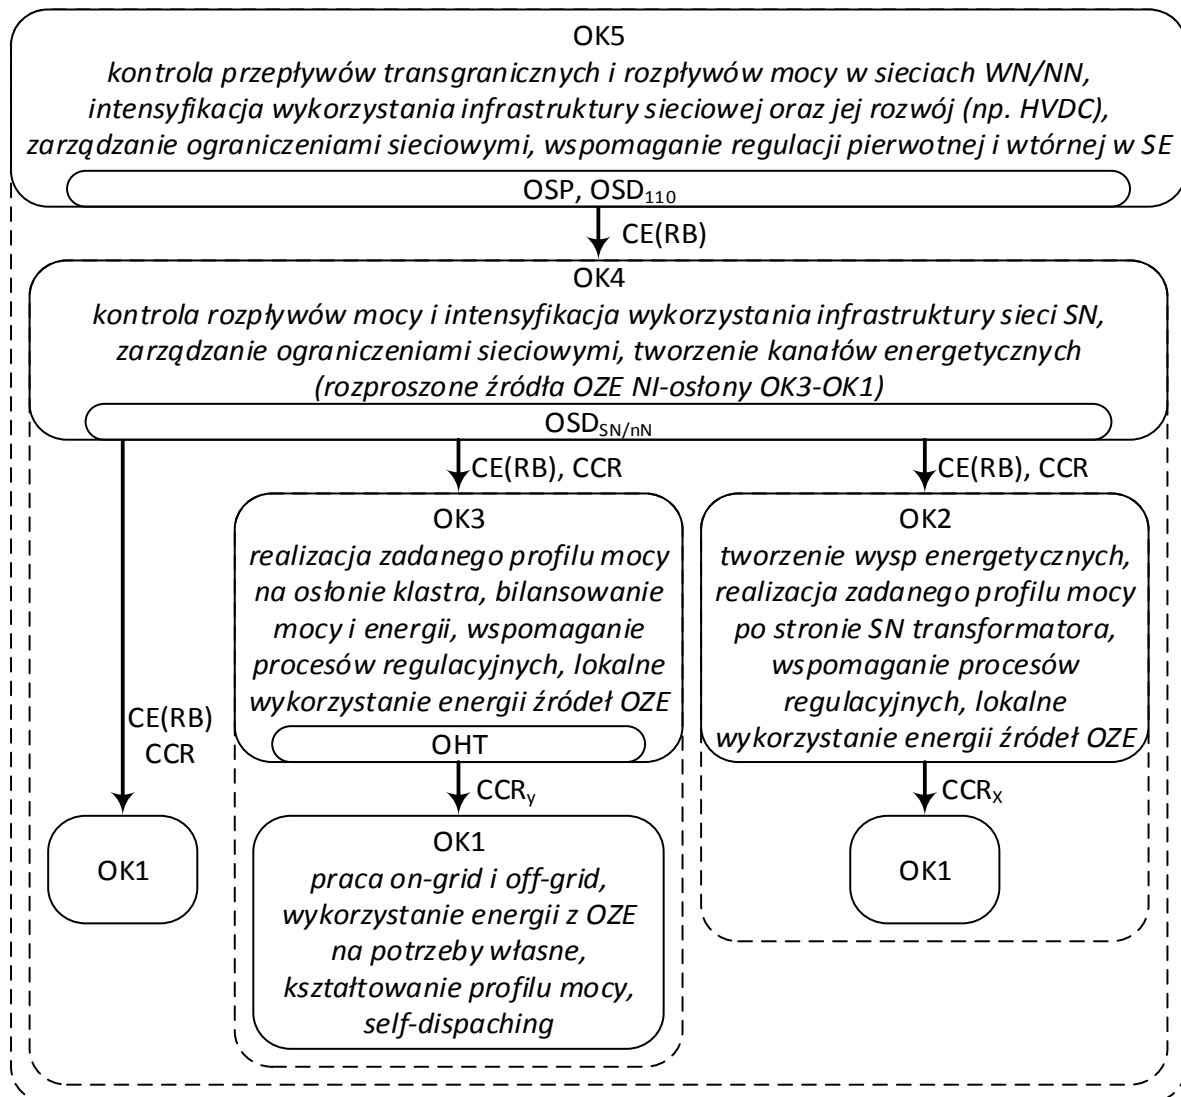 OK5
kontrola przepływów transgranicznych i rozpływów mocy w sieciach WN/NN,
intensyfikacja wykorzystania infrastruktury sieciowej oraz jej rozwój (np. HVDC),
zarządzanie ograniczeniami sieciowymi, wspomaganie regulacji pierwotnej i wtórnej w SE
OSP, OSD110
CE(RB)
OK4
kontrola rozpływów mocy i intensyfikacja wykorzystania infrastruktury sieci SN,
zarządzanie ograniczeniami sieciowymi, tworzenie kanałów energetycznych
(rozproszone źródła OZE NI-osłony OK3-OK1)
OSDSN/nN
CE(RB), CCR
CE(RB), CCR
CE(RB)
CCR
OK1
OK3
realizacja zadanego profilu mocy
na osłonie klastra, bilansowanie
mocy i energii, wspomaganie
procesów regulacyjnych, lokalne
wykorzystanie energii źródeł OZE
OHT
CCRy
OK1
praca on-grid i off-grid,
wykorzystanie energii z OZE
na potrzeby własne,
kształtowanie profilu mocy,
self-dispaching
OK2
tworzenie wysp energetycznych,
realizacja zadanego profilu mocy
po stronie SN transformatora,
wspomaganie procesów
regulacyjnych, lokalne
wykorzystanie energii źródeł OZE
CCRX
OK1